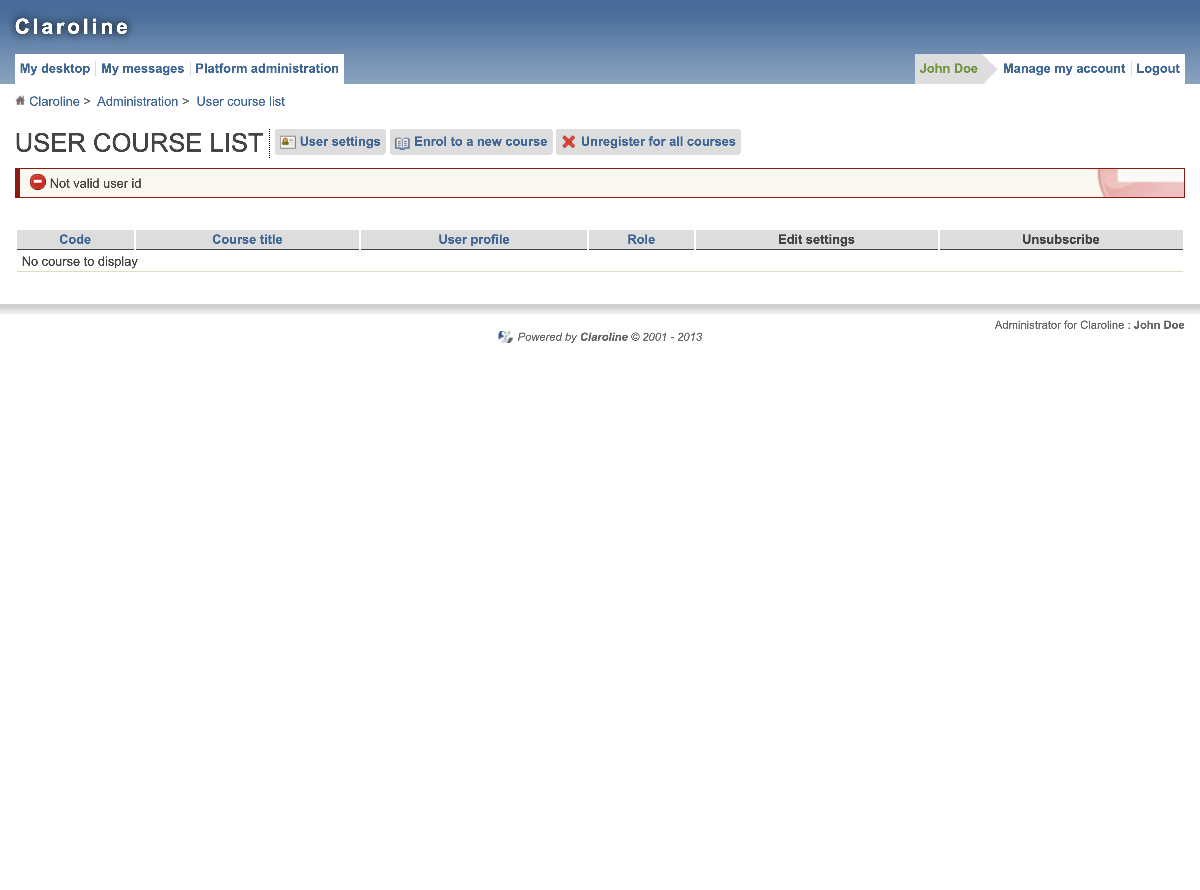 Claroline
My desktop My messages Platform administration John Doe Manage my account Logout
Claroline > Administration > User course list
USER COURSE LIST User settings Enrol to a new course Unregister for all courses
Not valid user id
Code Course title User profile Role Edit settings Unsubscribe
No course to display
Administrator for Claroline : John Doe
Powered by Claroline © 2001 - 2013